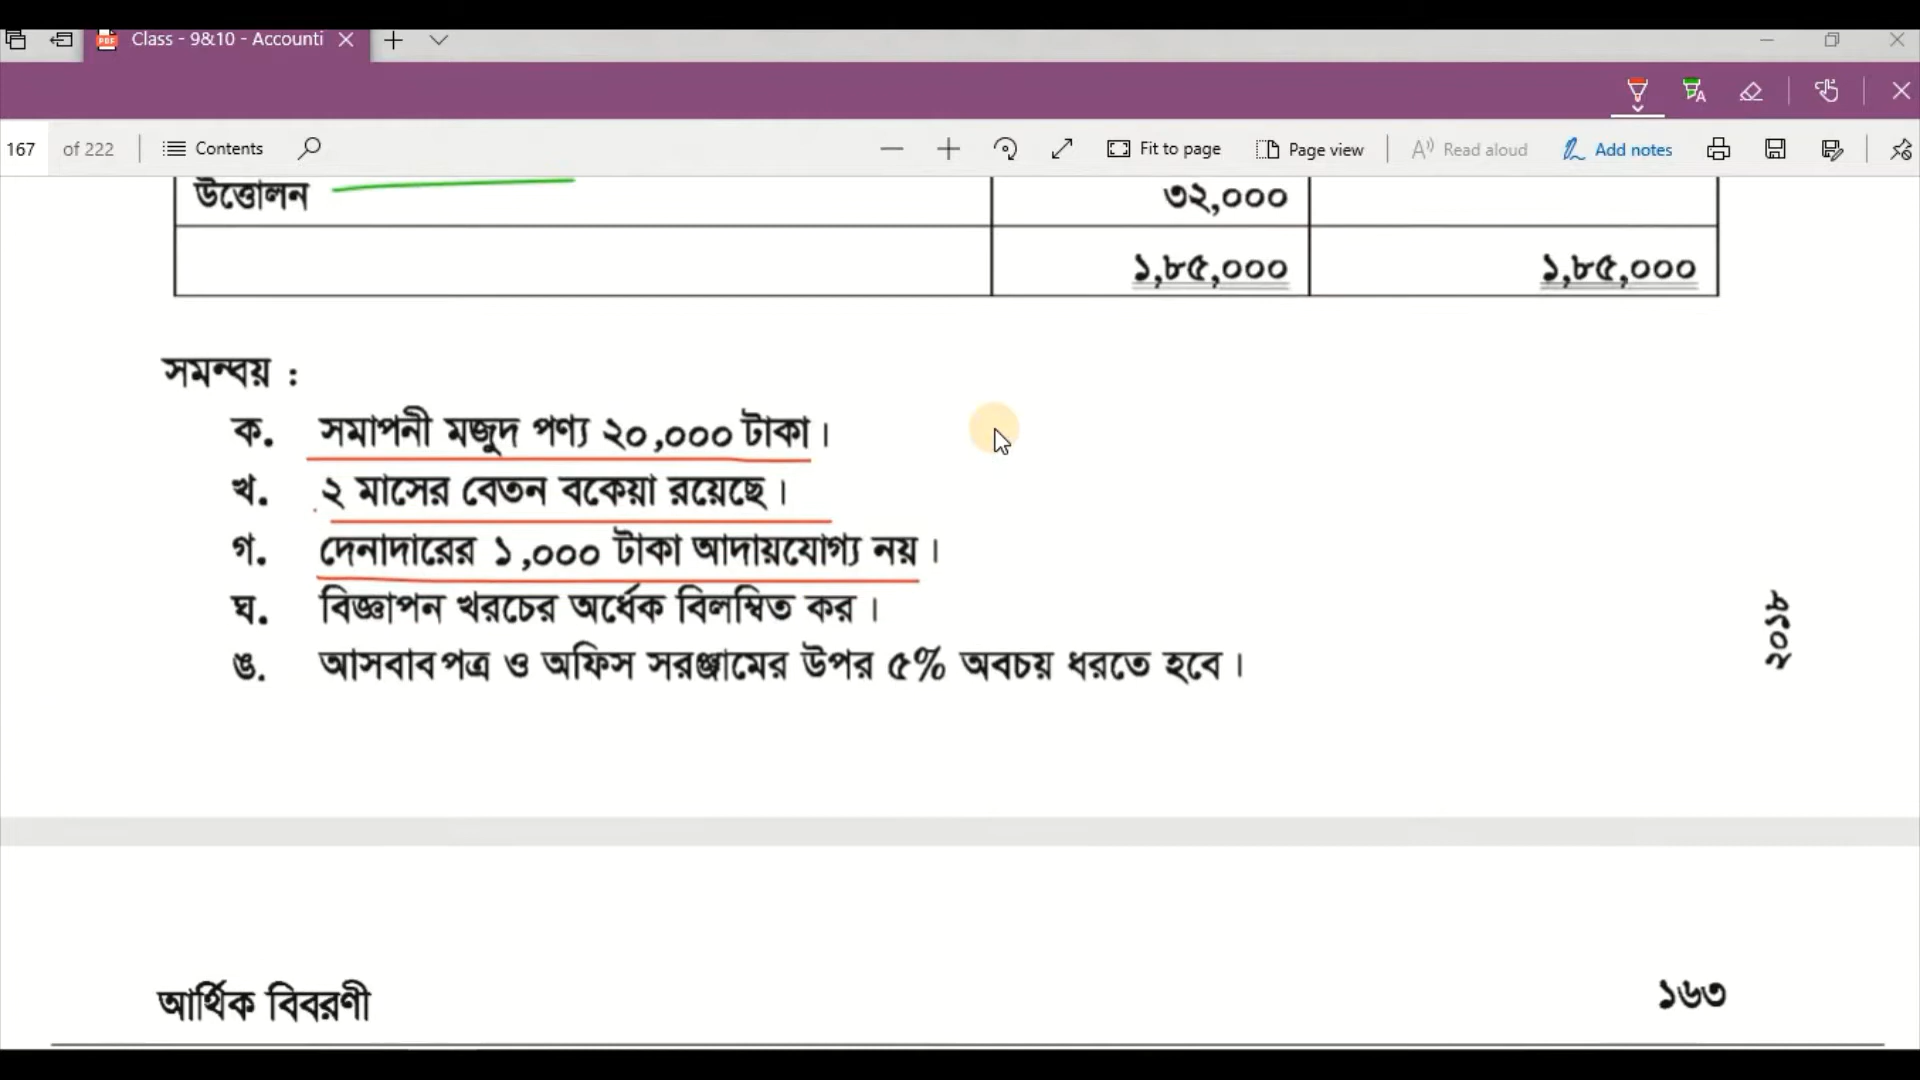 Class - 9&10 - Accounti
167 of 222 Contents Fit to page Page view Read aloud Add notes
উত্তোলন ৩২,০০০
১,৮৫,০০০ ১,৮৫,০০০
সমন্বয় :
ক. সমাপনী মজুদ পণ্য ২০,০০০ টাকা।
খ. ২ মাসের বেতন বকেয়া রয়েছে।
গ. দেনাদারের ১,০০০ টাকা আদায়যোগ্য নয়।
ঘ. বিজ্ঞাপন খরচের অর্ধেক বিলম্বিত কর।
ঙ. আসবাবপত্র ও অফিস সরঞ্জামের উপর ৫% অবচয় ধরতে হবে।
২০১৮
আর্থিক বিবরণী ১৬৩